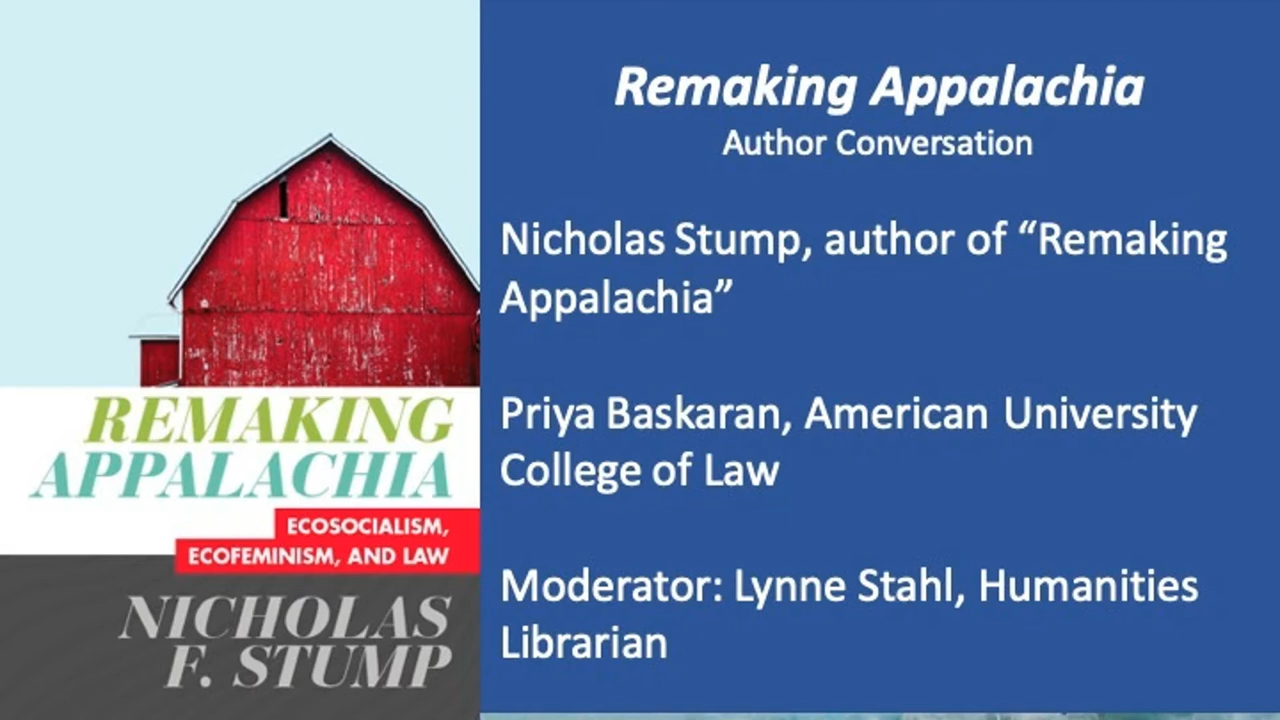 REMAKING
APPALACHIA
ECOSOCIALISM,
ECOFEMINISM, AND LAW
NICHOLAS
F. STUMP
Remaking Appalachia
Author Conversation
Nicholas Stump, author of “Remaking
Appalachia”
Priya Baskaran, American University
College of Law
Moderator: Lynne Stahl, Humanities
Librarian